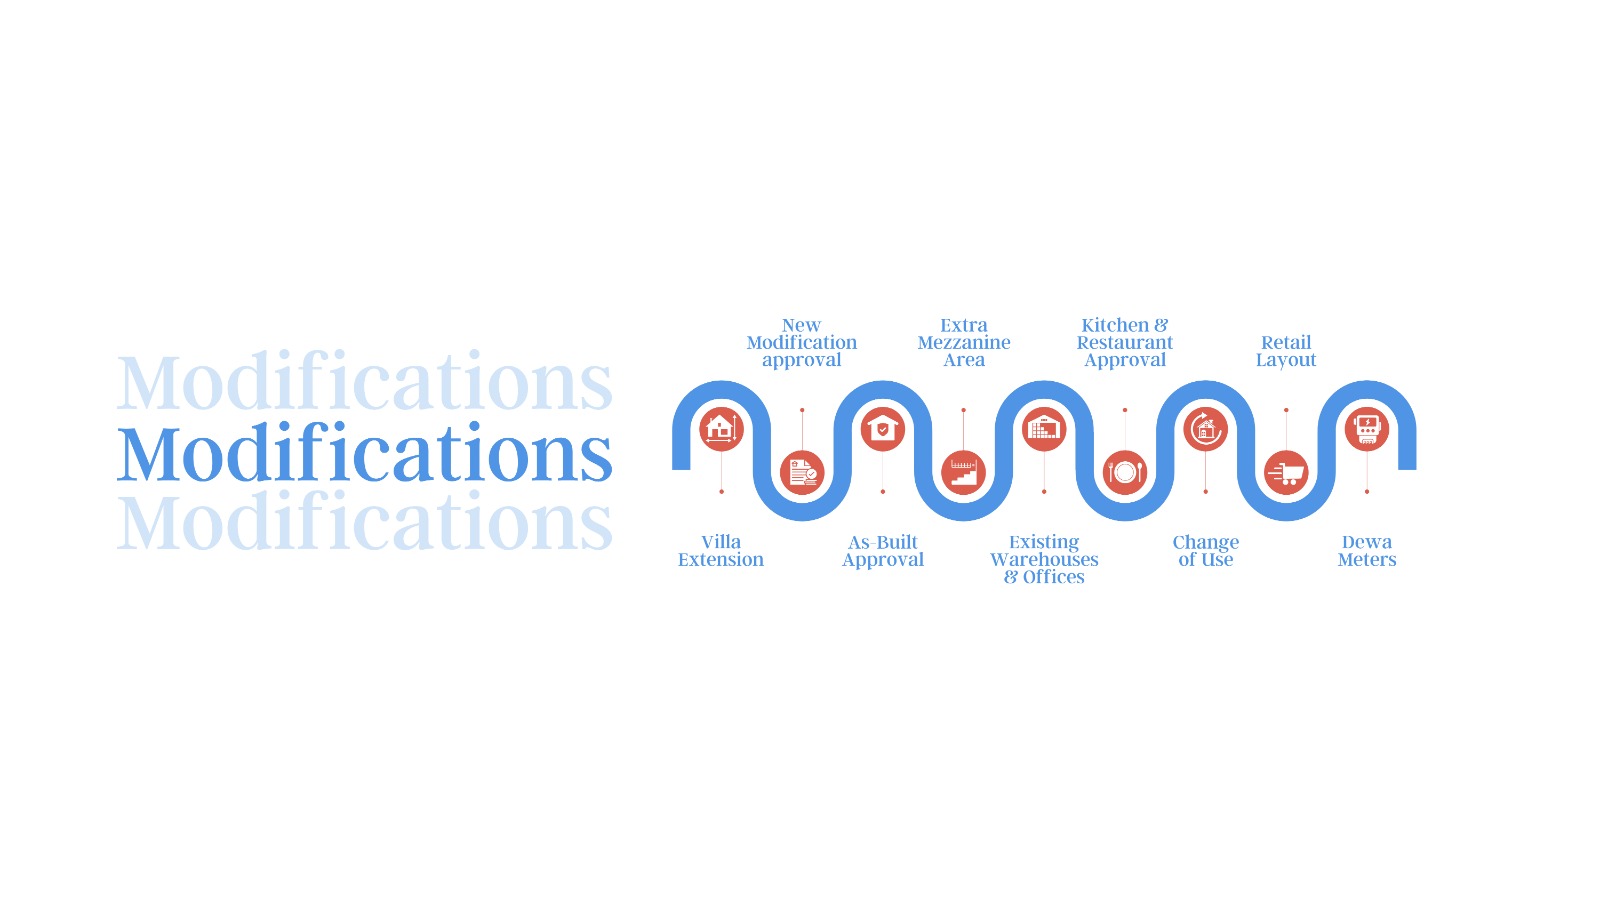 Modifications
Modifications
Modifications
New
Modification
approval
Extra
Mezzanine
Area
Kitchen &
Restaurant
Approval
Retail
Layout
Villa
Extension
As-Built
Approval
Existing
Warehouses
& Offices
Change
of Use
Dewa
Meters